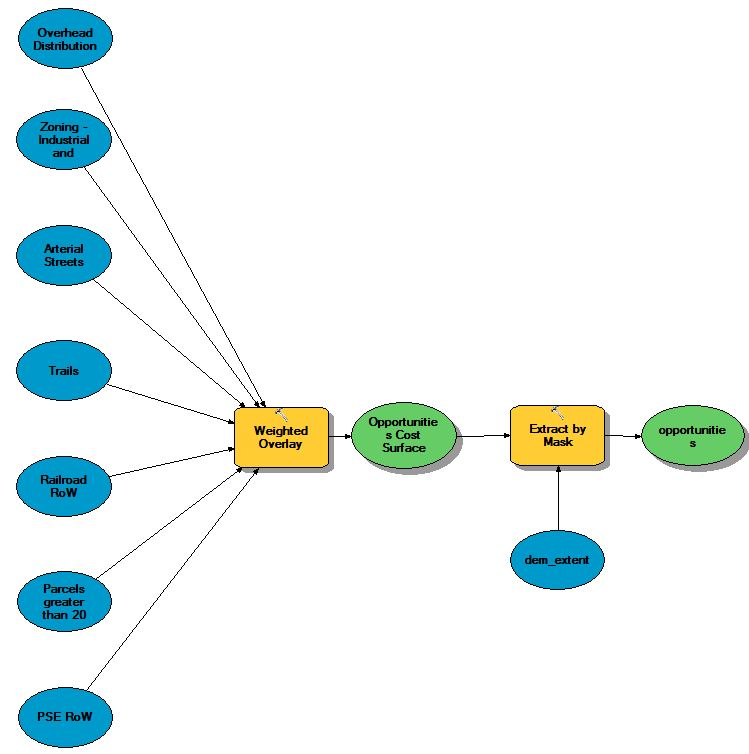 Overhead
Distribution
Zoning -
Industrial
and
Arterial
Streets
Trails
Railroad
RoW
Parcels
greater
than 20
PSE RoW
Weighted
Overlay
Opportunitie
s Cost
Surface
Extract by
Mask
opportunitie
s
dem_extent